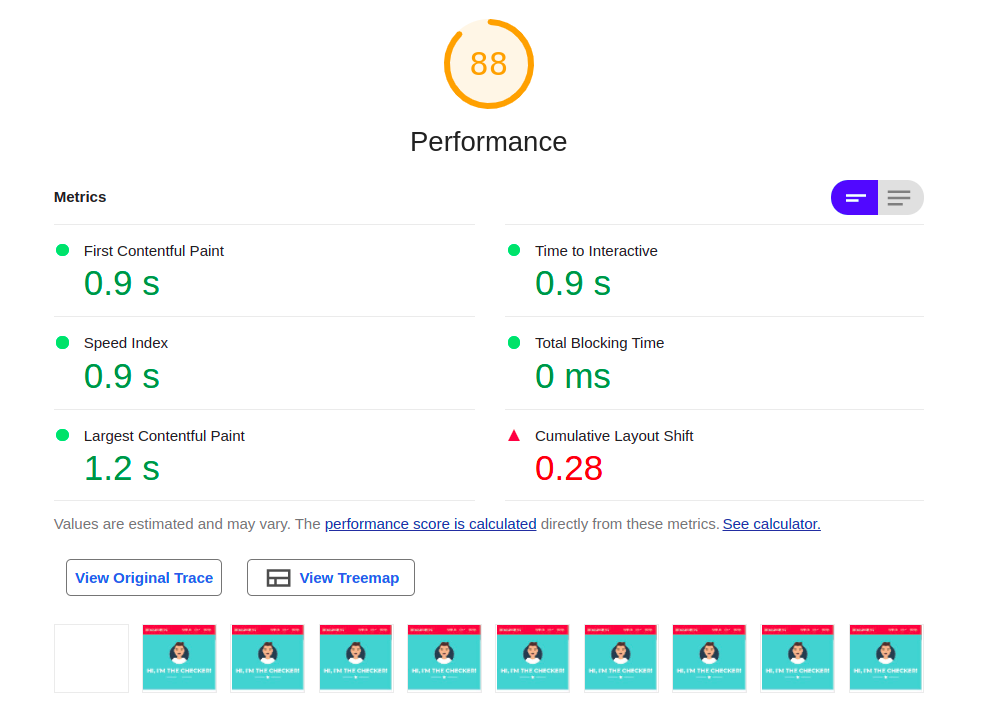 88
Performance
Metrics
First Contentful Paint
0.9 s
Time to Interactive
0.9 s
Speed Index
0.9 s
Total Blocking Time
0 ms
Largest Contentful Paint
1.2 s
Cumulative Layout Shift
0.28
Values are estimated and may vary. The performance score is calculated directly from these metrics. See calculator.
View Original Trace
View Treemap
HI, I'M THE CHECKER!!
HI, I'M THE CHECKER!!
HI, I'M THE CHECKER!!
HI, I'M THE CHECKER!!
HI, I'M THE CHECKER!!
HI, I'M THE CHECKER!!
HI, I'M THE CHECKER!!
HI, I'M THE CHECKER!!
HI, I'M THE CHECKER!!